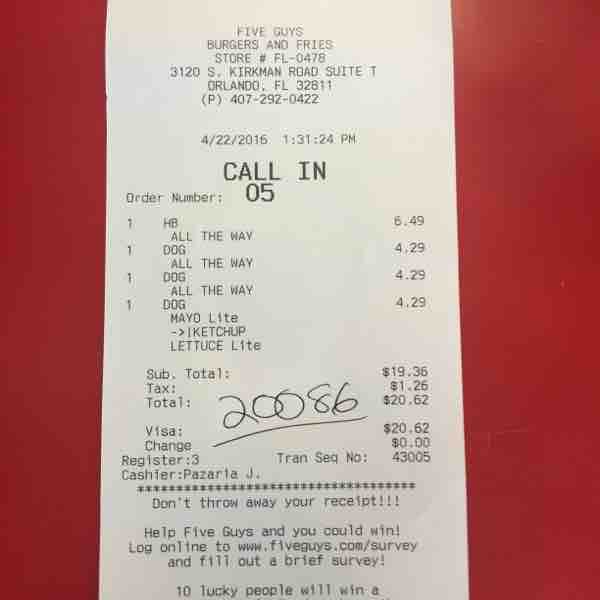 FIVE GUYS
BURGERS AND FRIES
STORE # FL-0478
3120 S. KIRKMAN ROAD SUITE T
ORLANDO, FL 32811
(P) 407-292-0422
4/22/2016 1:31:24 PM
CALL IN
Order Number: 05
1 HB 6.49
ALL THE WAY
1 DOG 4.29
ALL THE WAY
1 DOG 4.29
ALL THE WAY
1 DOG 4.29
MAYO Lite
->|KETCHUP
LETTUCE Lite
Sub. Total: $19.36
Tax: $1.26
Total: $20.62
20086
Visa: $20.62
Change $0.00
Register:3 Tran Seq No: 43005
Cashier:Pazaria J.
****************************************
Don't throw away your receipt!!!
Help Five Guys and you could win!
Log online to www.fiveguys.com/survey
and fill out a brief survey!
10 lucky people will win a